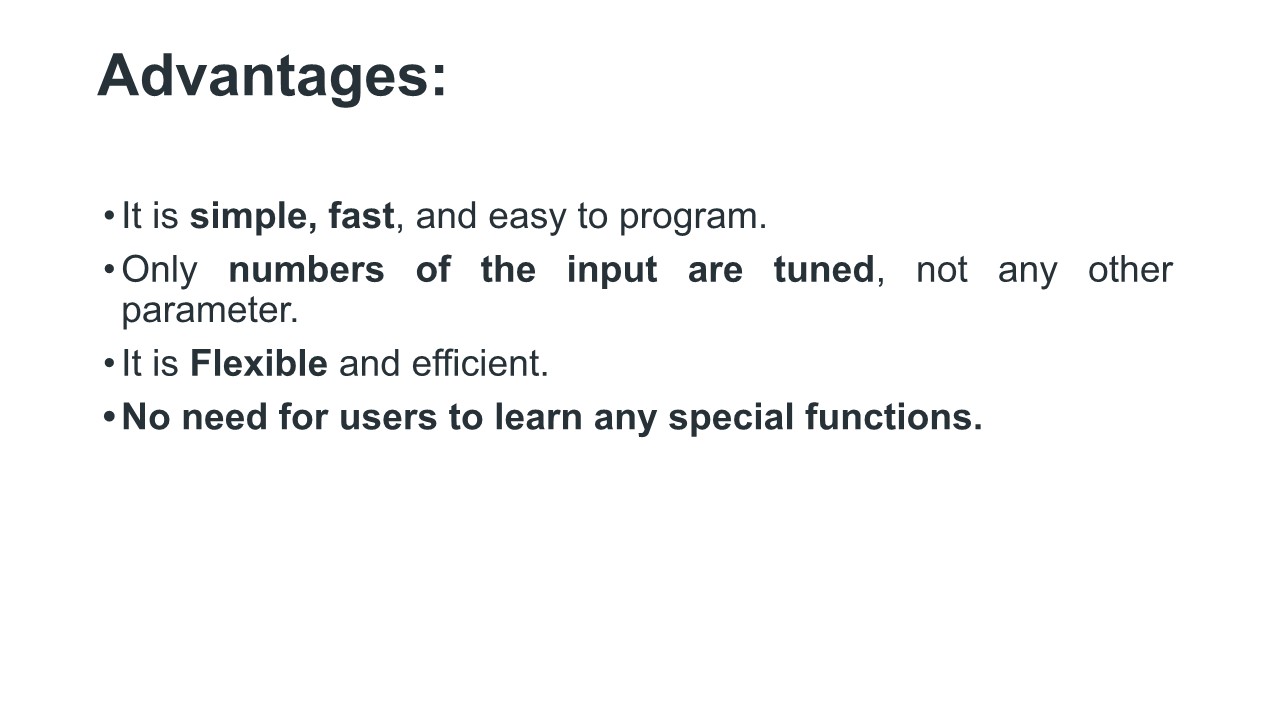 Advantages:
•It is simple, fast, and easy to program.
•Only numbers of the input are tuned, not any other
parameter.
•It is Flexible and efficient.
•No need for users to learn any special functions.